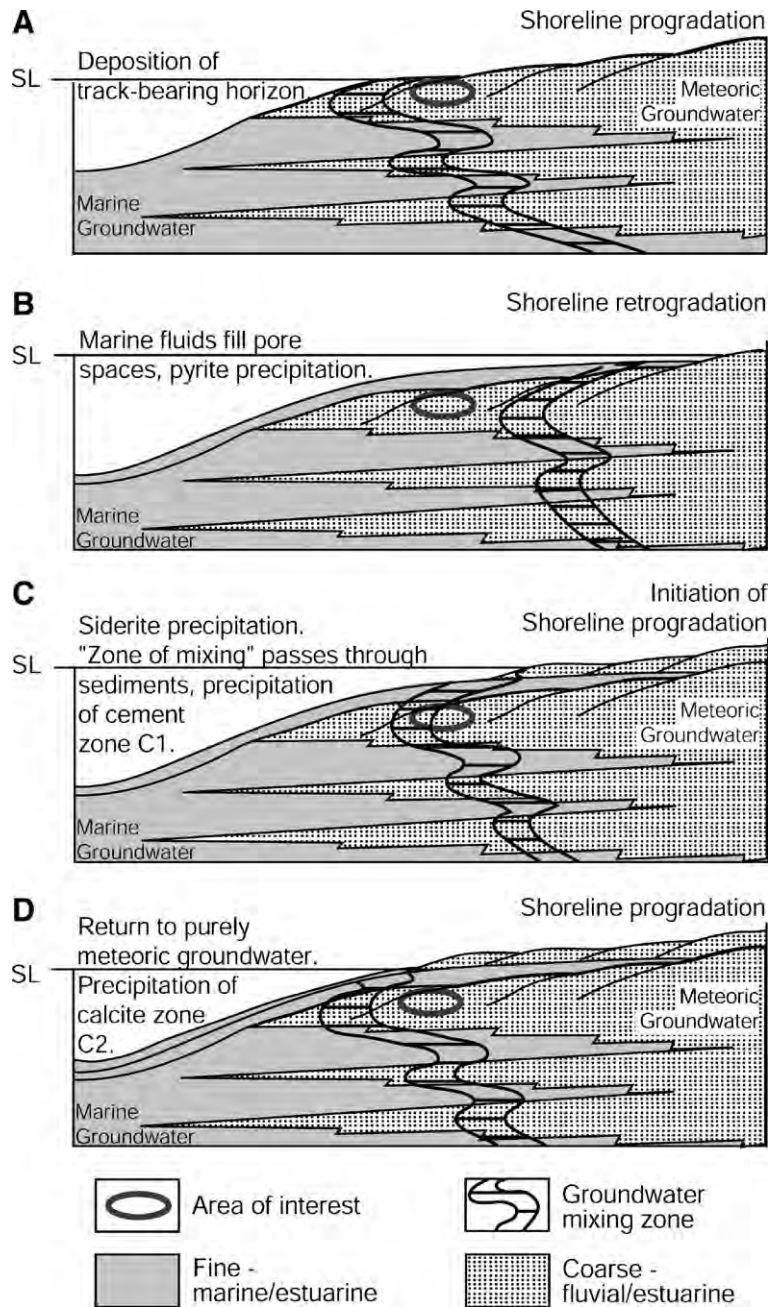 A
Shoreline progradation
Deposition of
track-bearing horizon.
SL
Meteoric
Groundwater
Marine
Groundwater
B
Shoreline retrogradation
Marine fluids fill pore
spaces, pyrite precipitation.
SL
Marine
Groundwater
C
Initiation of
Shoreline progradation
Siderite precipitation.
"Zone of mixing" passes through
sediments, precipitation
of cement
zone C1.
SL
Meteoric
Groundwater
Marine
Groundwater
D
Shoreline progradation
Return to purely
meteoric groundwater.
Precipitation of
calcite zone
C2.
SL
Meteoric
Groundwater
Marine
Groundwater
Area of interest
Groundwater
mixing zone
Fine -
marine/estuarine
Coarse -
fluvial/estuarine